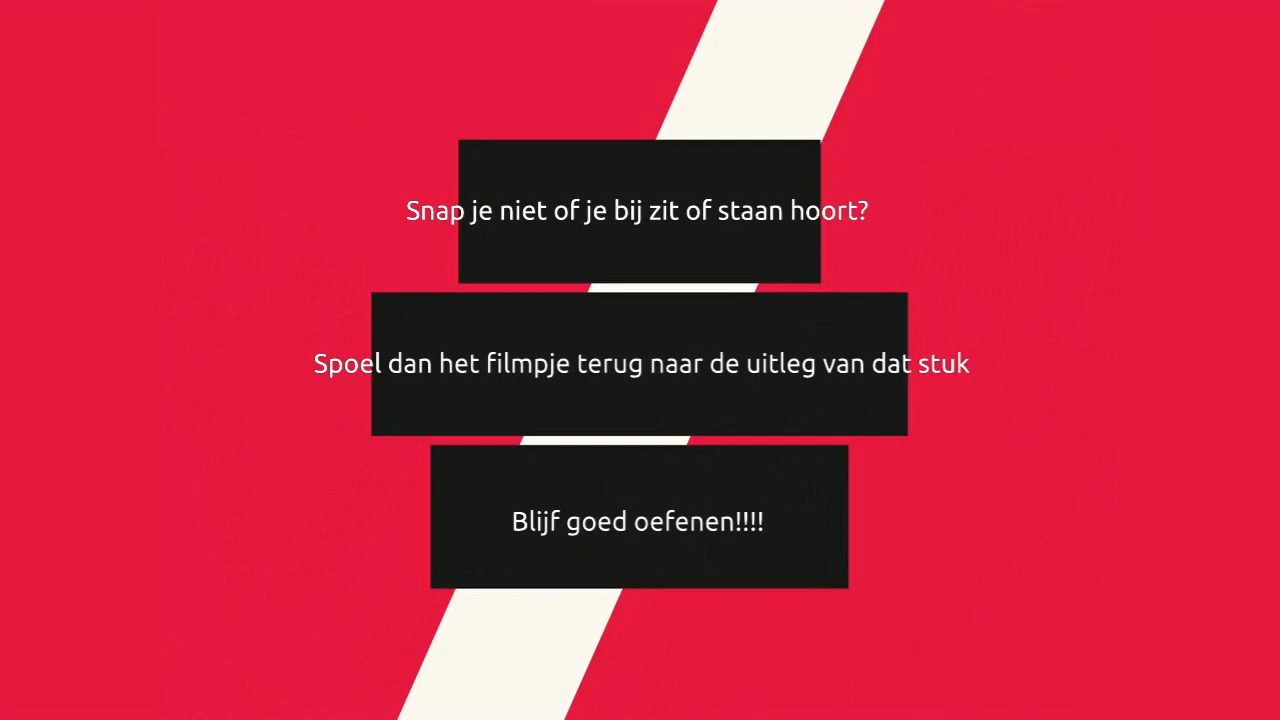 Snap je niet of je bij zit of staan hoort?
Spoel dan het filmpje terug naar de uitleg van dat stuk
Blijf goed oefenen!!!!